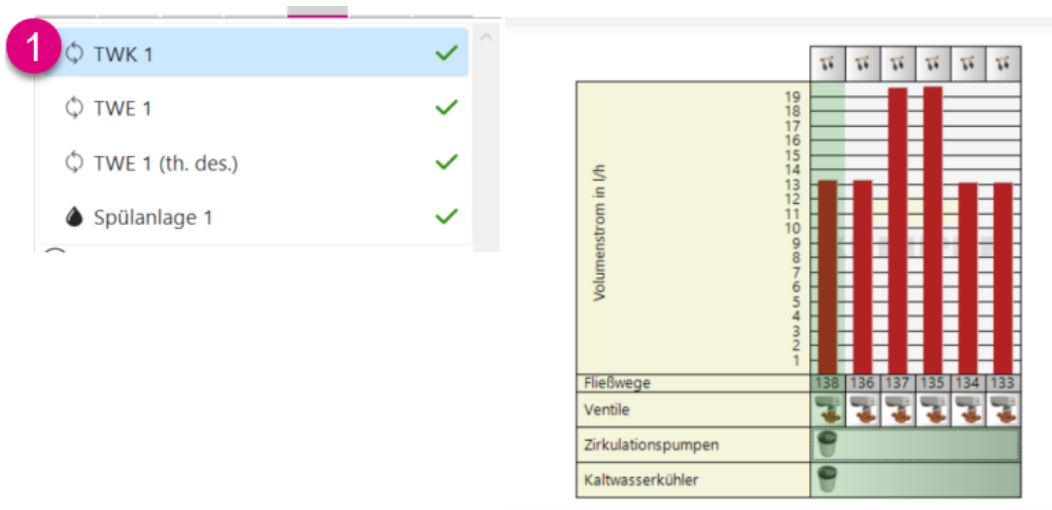 1
TWK 1
TWE 1
TWE 1 (th. des.)
Spülanlage 1
Volumenstrom in l/h
19
18
17
16
15
14
13
12
11
10
9
8
7
6
5
4
3
2
1
Fließwege 138 136 137 135 134 133
Ventile
Zirkulationspumpen
Kaltwasserkühler